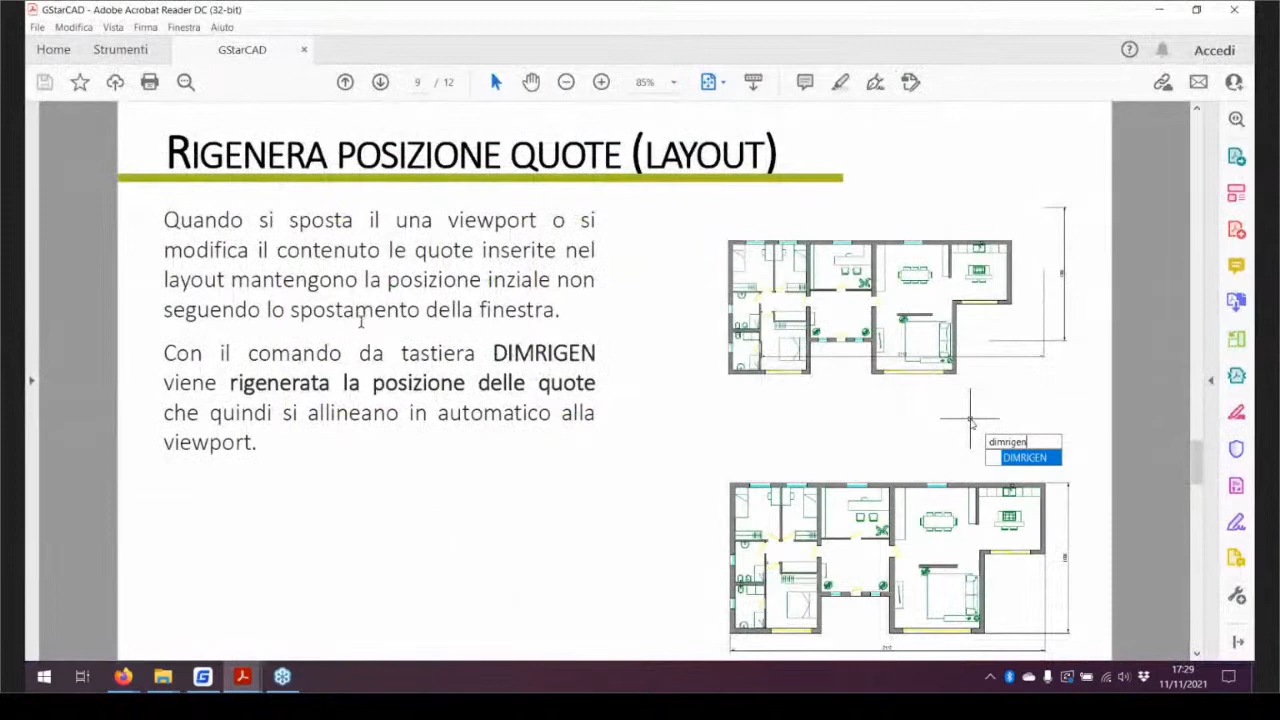 GStarCAD - Adobe Acrobat Reader DC (32-bit)
File Modifica Vista Firma Finestra Aiuto
Home Strumenti GStarCAD × Accedi
9 / 12 85%
RIGENERA POSIZIONE QUOTE (LAYOUT)
Quando si sposta il una viewport o si
modifica il contenuto le quote inserite nel
layout mantengono la posizione inziale non
seguendo lo spostamento della finestra.
Con il comando da tastiera DIMRIGEN
viene rigenerata la posizione delle quote
che quindi si allineano in automatico alla
viewport.
dimrigen
DIMRIGEN
17:29
11/11/2021